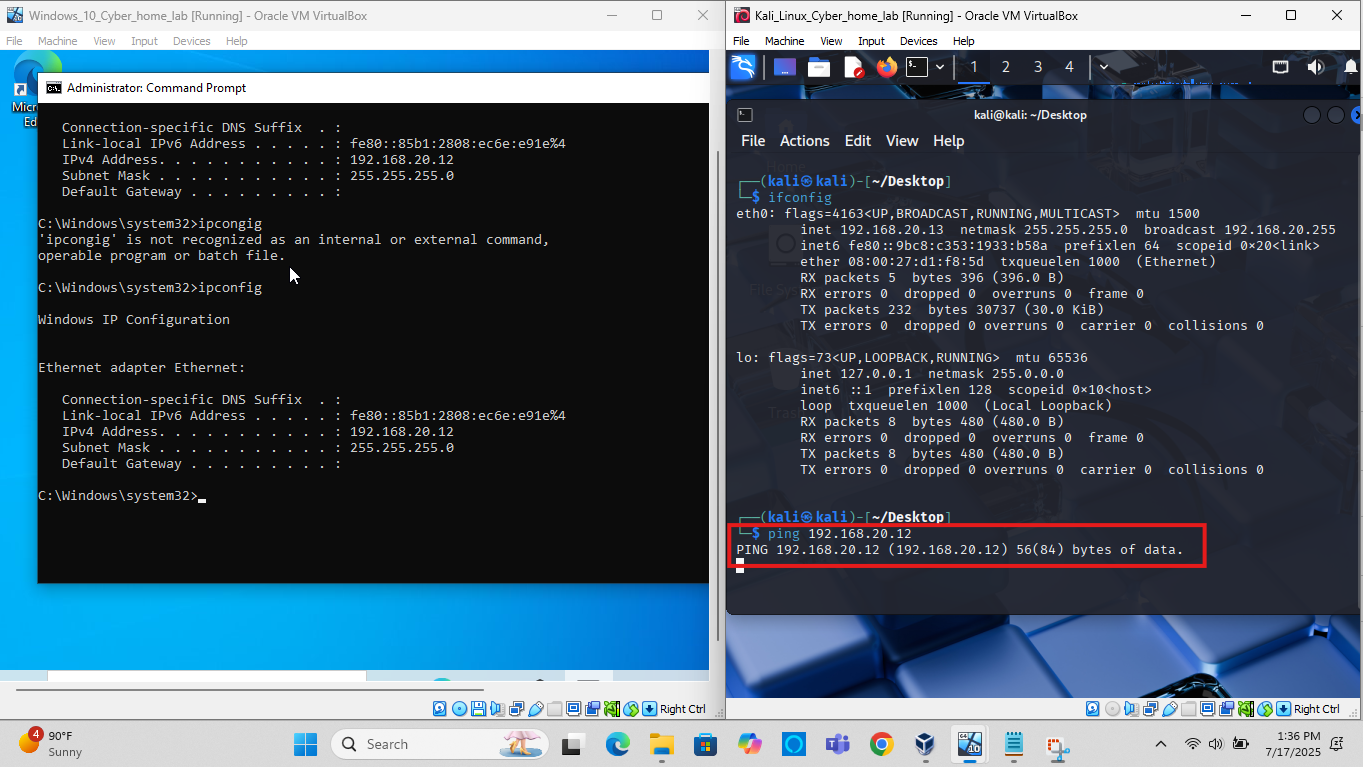 Windows_10_Cyber_home_lab [Running] - Oracle VM VirtualBox
File Machine View Input Devices Help
Administrator: Command Prompt
Connection-specific DNS Suffix . :
Link-local IPv6 Address . . . . . : fe80::85b1:2808:ec6e:e91e%4
IPv4 Address. . . . . . . . . . . : 192.168.20.12
Subnet Mask . . . . . . . . . . . : 255.255.255.0
Default Gateway . . . . . . . . . :
C:\Windows\system32>ipcongig
'ipcongig' is not recognized as an internal or external command,
operable program or batch file.
C:\Windows\system32>ipconfig
Windows IP Configuration
Ethernet adapter Ethernet:
Connection-specific DNS Suffix . :
Link-local IPv6 Address . . . . . : fe80::85b1:2808:ec6e:e91e%4
IPv4 Address. . . . . . . . . . . : 192.168.20.12
Subnet Mask . . . . . . . . . . . : 255.255.255.0
Default Gateway . . . . . . . . . :
C:\Windows\system32>
Micr
Ed
Right Ctrl
Kali_Linux_Cyber_home_lab [Running] - Oracle VM VirtualBox
File Machine View Input Devices Help
1 2 3 4
kali@kali: ~/Desktop
File Actions Edit View Help
┌──(kali㉿kali)-[~/Desktop]
└─$ ifconfig
eth0: flags=4163<UP,BROADCAST,RUNNING,MULTICAST> mtu 1500
inet 192.168.20.13 netmask 255.255.255.0 broadcast 192.168.20.255
inet6 fe80::9bc8:c353:1933:b58a prefixlen 64 scopeid 0×20<link>
ether 08:00:27:d1:f8:5d txqueuelen 1000 (Ethernet)
RX packets 5 bytes 396 (396.0 B)
RX errors 0 dropped 0 overruns 0 frame 0
TX packets 232 bytes 30737 (30.0 KiB)
TX errors 0 dropped 0 overruns 0 carrier 0 collisions 0
lo: flags=73<UP,LOOPBACK,RUNNING> mtu 65536
inet 127.0.0.1 netmask 255.0.0.0
inet6 ::1 prefixlen 128 scopeid 0×10<host>
loop txqueuelen 1000 (Local Loopback)
RX packets 8 bytes 480 (480.0 B)
RX errors 0 dropped 0 overruns 0 frame 0
TX packets 8 bytes 480 (480.0 B)
TX errors 0 dropped 0 overruns 0 carrier 0 collisions 0
┌──(kali㉿kali)-[~/Desktop]
└─$ ping 192.168.20.12
PING 192.168.20.12 (192.168.20.12) 56(84) bytes of data.
Right Ctrl
4
90°F
Sunny
Search
10
1:36 PM
7/17/2025